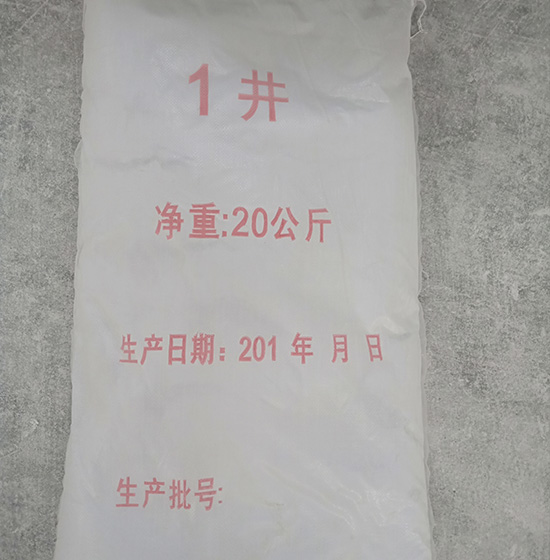 1 井
净重:20公斤
生产日期: 201 年 月 日
生产批号: